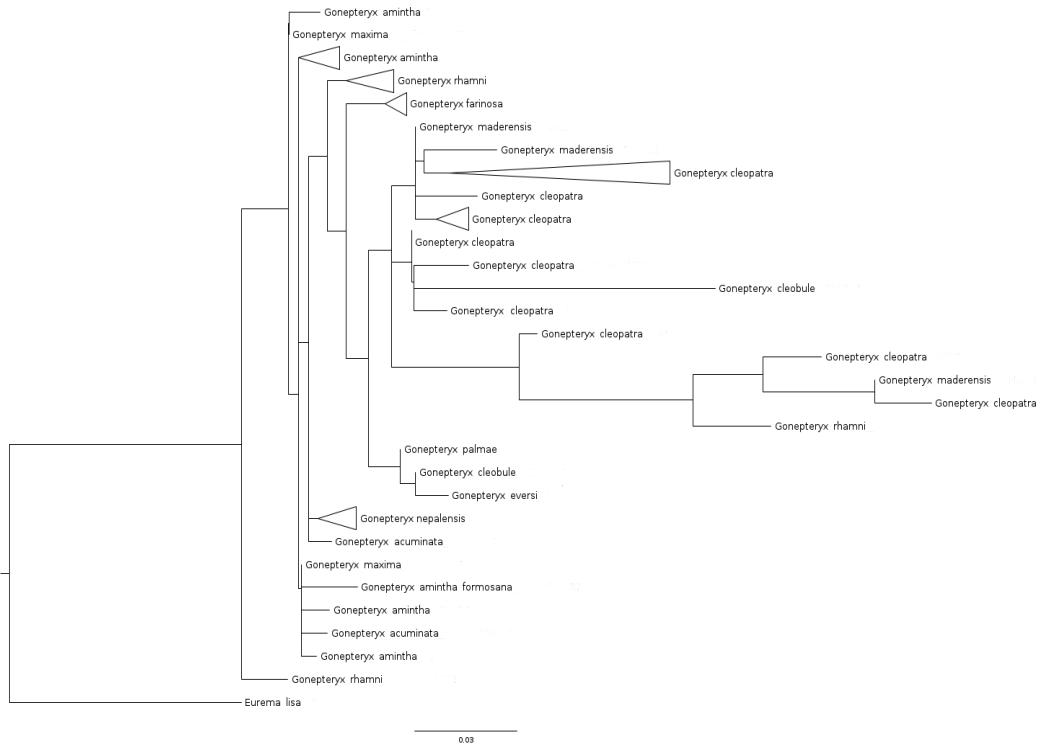 Gonepteryx amintha
Gonepteryx maxima
Gonepteryx amintha
Gonepteryx rhamni
Gonepteryx farinosa
Gonepteryx maderensis
Gonepteryx maderensis
Gonepteryx cleopatra
Gonepteryx cleopatra
Gonepteryx cleopatra
Gonepteryx cleopatra
Gonepteryx cleopatra
Gonepteryx cleobule
Gonepteryx cleopatra
Gonepteryx cleopatra
Gonepteryx cleopatra
Gonepteryx maderensis
Gonepteryx cleopatra
Gonepteryx rhamni
Gonepteryx palmae
Gonepteryx cleobule
Gonepteryx eversi
Gonepteryx nepalensis
Gonepteryx acuminata
Gonepteryx maxima
Gonepteryx amintha formosana
Gonepteryx amintha
Gonepteryx acuminata
Gonepteryx amintha
Gonepteryx rhamni
Eurema lisa
0.03